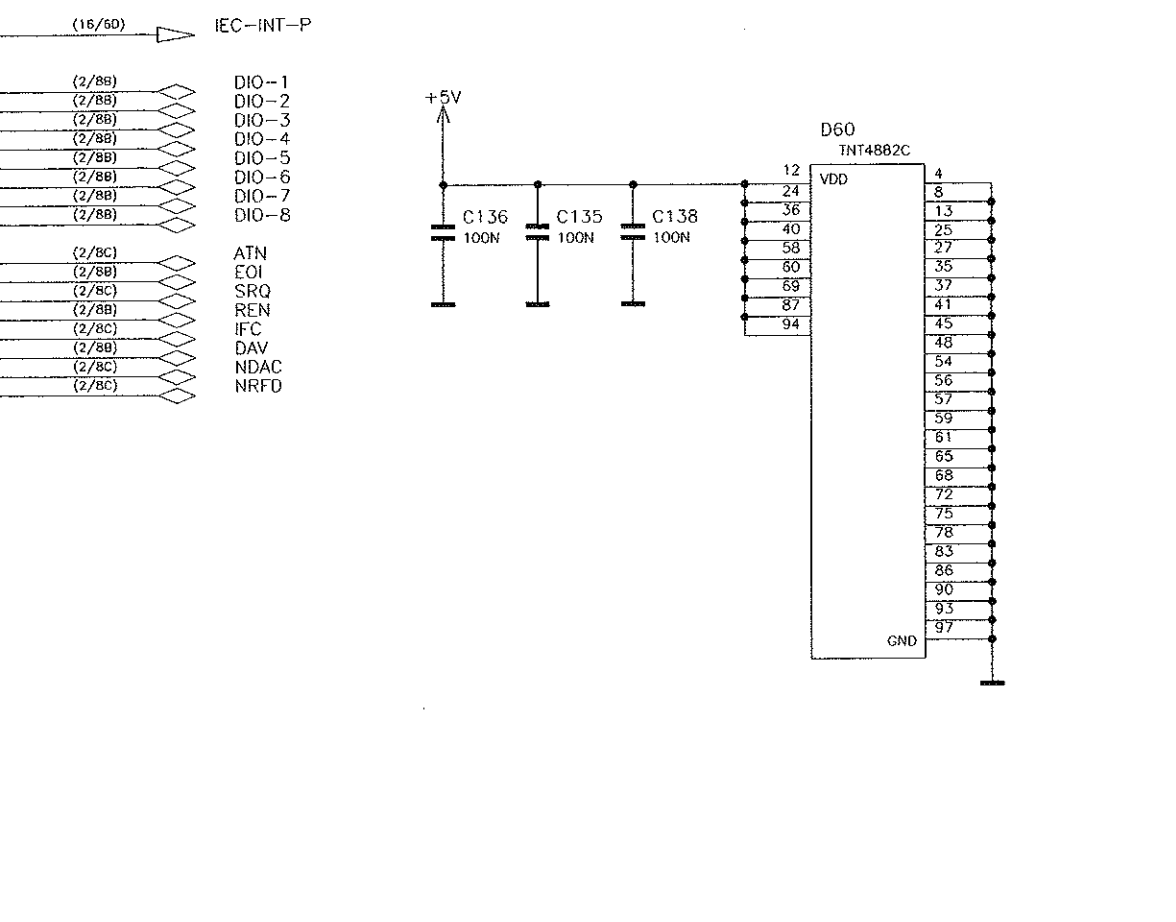 (16/6D) IEC-INT-P
(2/8B) DIO-1
(2/8B) DIO-2
(2/8B) DIO-3
(2/8B) DIO-4
(2/8B) DIO-5
(2/8B) DIO-6
(2/8B) DIO-7
(2/8B) DIO-8
(2/8C) ATN
(2/8B) EOI
(2/8C) SRQ
(2/8B) REN
(2/8C) IFC
(2/8B) DAV
(2/8C) NDAC
(2/8C) NRFD
+5V
C136
100N
C135
100N
C138
100N
D60
TNT4882C
VDD
12
24
36
40
58
60
69
87
94
4
8
13
25
27
35
37
41
45
48
54
56
57
59
61
65
68
72
75
78
83
86
90
93
97
GND